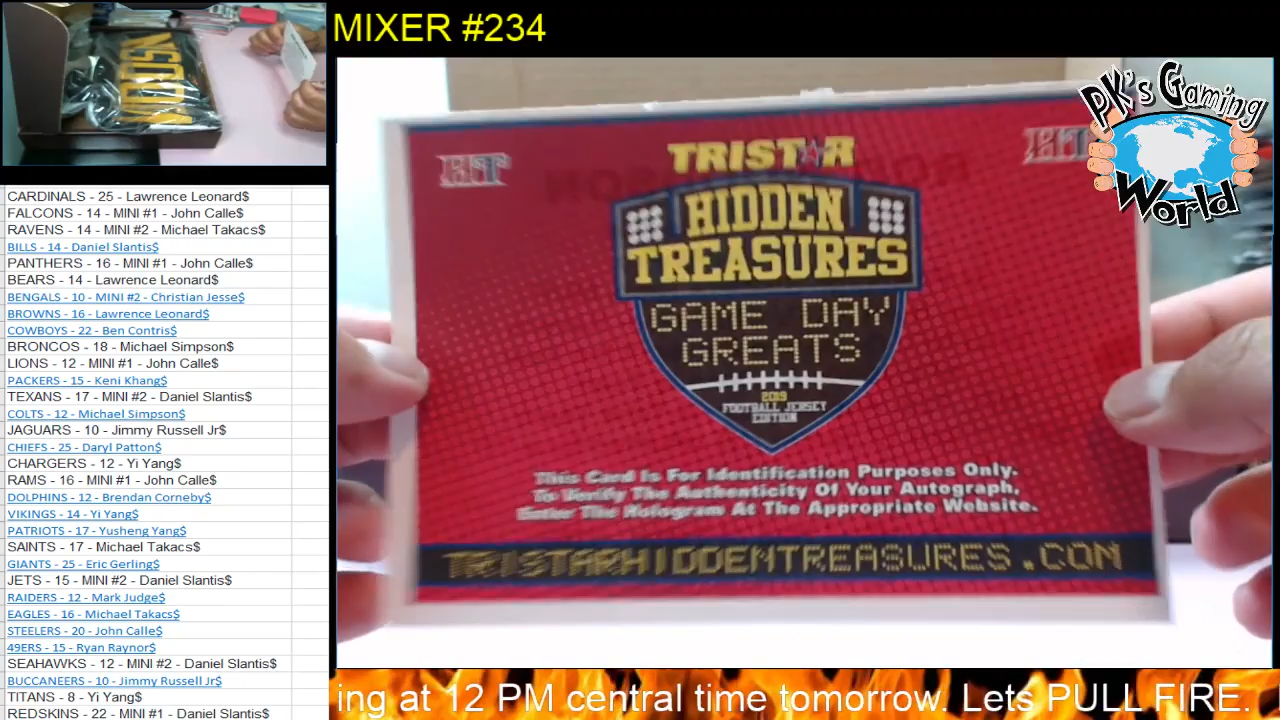 MIXER #234
CARDINALS - 25 - Lawrence Leonard$
FALCONS - 14 - MINI #1 - John Calle$
RAVENS - 14 - MINI #2 - Michael Takacs$
BILLS - 14 - Daniel Slantis$
PANTHERS - 16 - MINI #1 - John Calle$
BEARS - 14 - Lawrence Leonard$
BENGALS - 10 - MINI #2 - Christian Jesse$
BROWNS - 16 - Lawrence Leonard$
COWBOYS - 22 - Ben Contris$
BRONCOS - 18 - Michael Simpson$
LIONS - 12 - MINI #1 - John Calle$
PACKERS - 15 - Keni Khang$
TEXANS - 17 - MINI #2 - Daniel Slantis$
COLTS - 12 - Michael Simpson$
JAGUARS - 10 - Jimmy Russell Jr$
CHIEFS - 25 - Daryl Patton$
CHARGERS - 12 - Yi Yang$
RAMS - 16 - MINI #1 - John Calle$
DOLPHINS - 12 - Brendan Corneby$
VIKINGS - 14 - Yi Yang$
PATRIOTS - 17 - Yusheng Yang$
SAINTS - 17 - Michael Takacs$
GIANTS - 25 - Eric Gerling$
JETS - 15 - MINI #2 - Daniel Slantis$
RAIDERS - 12 - Mark Judge$
EAGLES - 16 - Michael Takacs$
STEELERS - 20 - John Calle$
49ERS - 15 - Ryan Raynor$
SEAHAWKS - 12 - MINI #2 - Daniel Slantis$
BUCCANEERS - 10 - Jimmy Russell Jr$
TITANS - 8 - Yi Yang$
REDSKINS - 22 - MINI #1 - Daniel Slantis$
HT
TRISTAR
HIDDEN
TREASURES
GAME DAY
GREATS
2019
FOOTBALL JERSEY
EDITION
This Card Is For Identification Purposes Only.
To Verify The Authenticity Of Your Autograph,
Enter The Hologram At The Appropriate Website.
TRISTARHIDDENTREASURES.COM
PK's Gaming
World
ing at 12 PM central time tomorrow. Lets PULL FIRE.